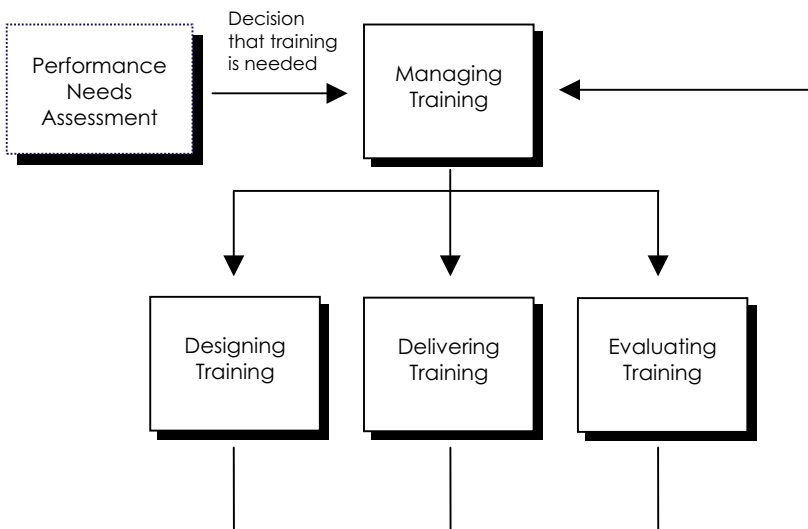 Performance
Needs
Assessment
Decision
that training
is needed
Managing
Training
Designing
Training
Delivering
Training
Evaluating
Training